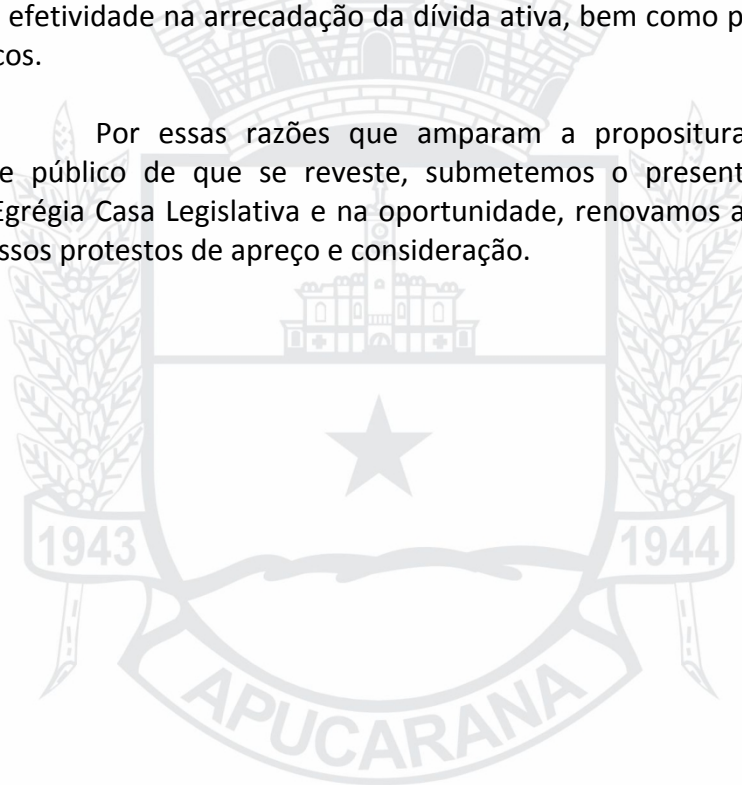 efetividade na arrecadação da dívida ativa, bem como p
cos.
Por essas razões que amparam a propositura
e público de que se reveste, submetemos o present
Egrégia Casa Legislativa e na oportunidade, renovamos a
ssos protestos de apreço e consideração.
1943
1944
APUCARANA